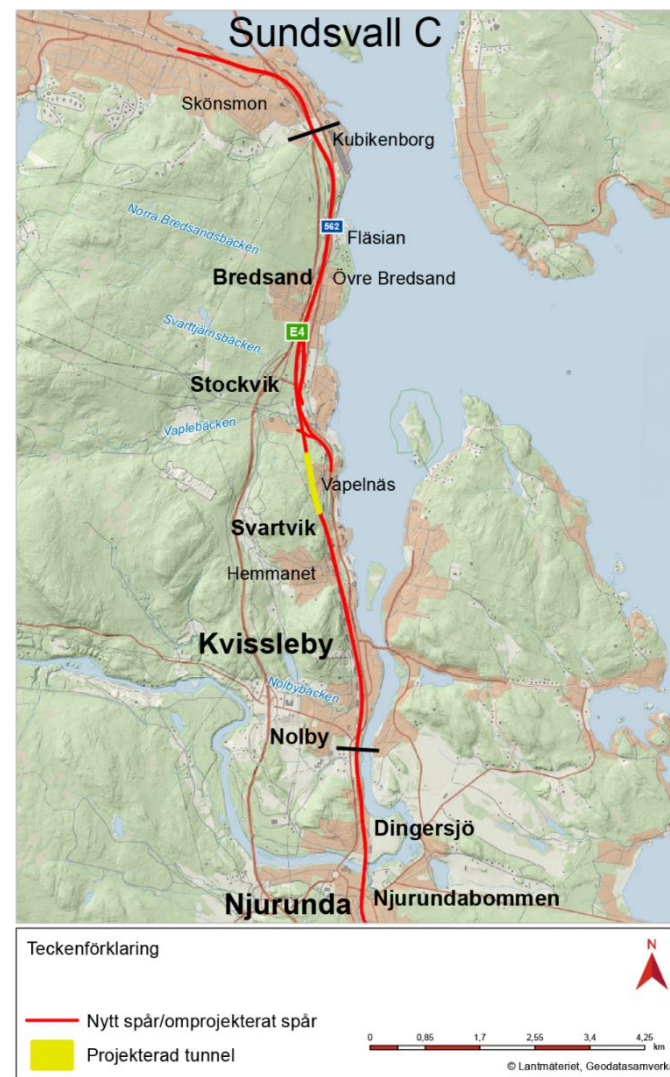 Sundsvall C
Skönsmon
Kubikenborg
Norra Bredsandsbäcken
562
Fläsian
Bredsand
Övre Bredsand
Svarttjärnsbäcken
E4
Stockvik
Vaplebäcken
Vapelnäs
Svartvik
Hemmanet
Kvissleby
Nolbybäcken
Nolby
Dingersjö
Njurunda
Njurundabommen
Teckenförklaring
N
Nytt spår/omprojekterat spår
Projekterad tunnel
0 0,85 1,7 2,55 3,4 4,25
km
© Lantmäteriet, Geodatasamverk